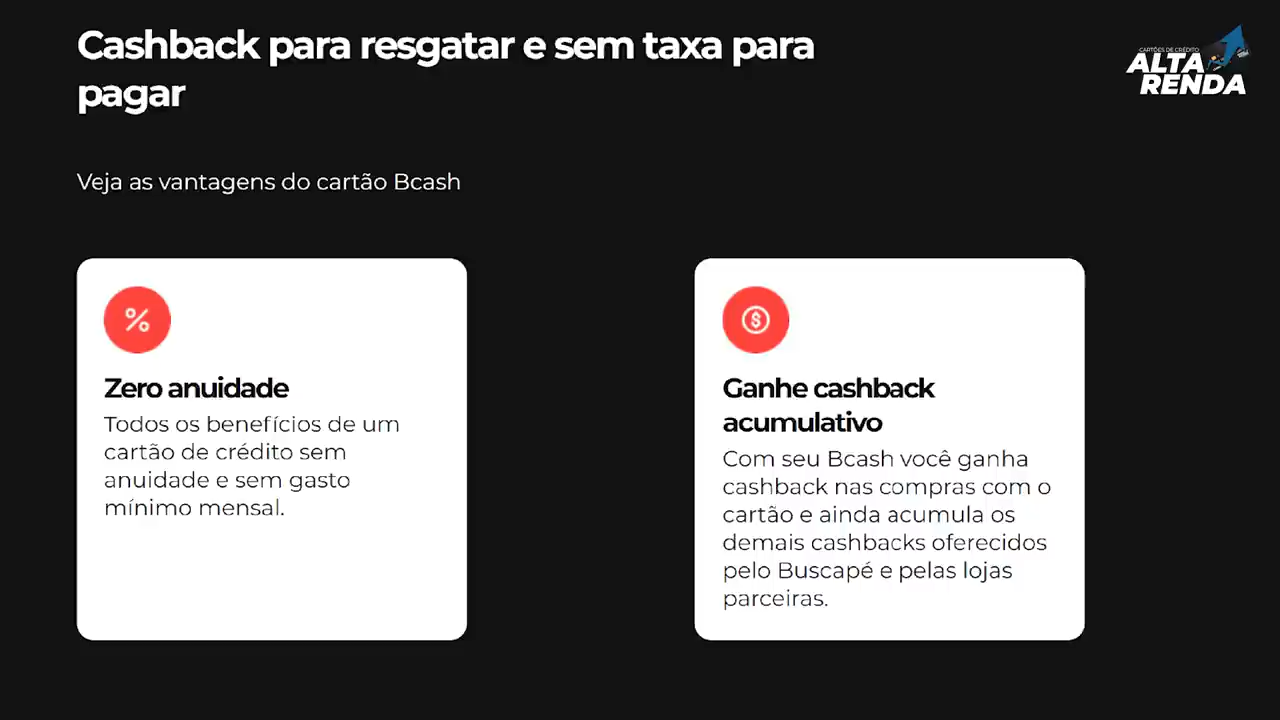 Cashback para resgatar e sem taxa para
pagar
CARTÕES DE CRÉDITO
ALTA
RENDA
Veja as vantagens do cartão Bcash
Zero anuidade
Todos os benefícios de um
cartão de crédito sem
anuidade e sem gasto
mínimo mensal.
Ganhe cashback
acumulativo
Com seu Bcash você ganha
cashback nas compras com o
cartão e ainda acumula os
demais cashbacks oferecidos
pelo Buscapé e pelas lojas
parceiras.